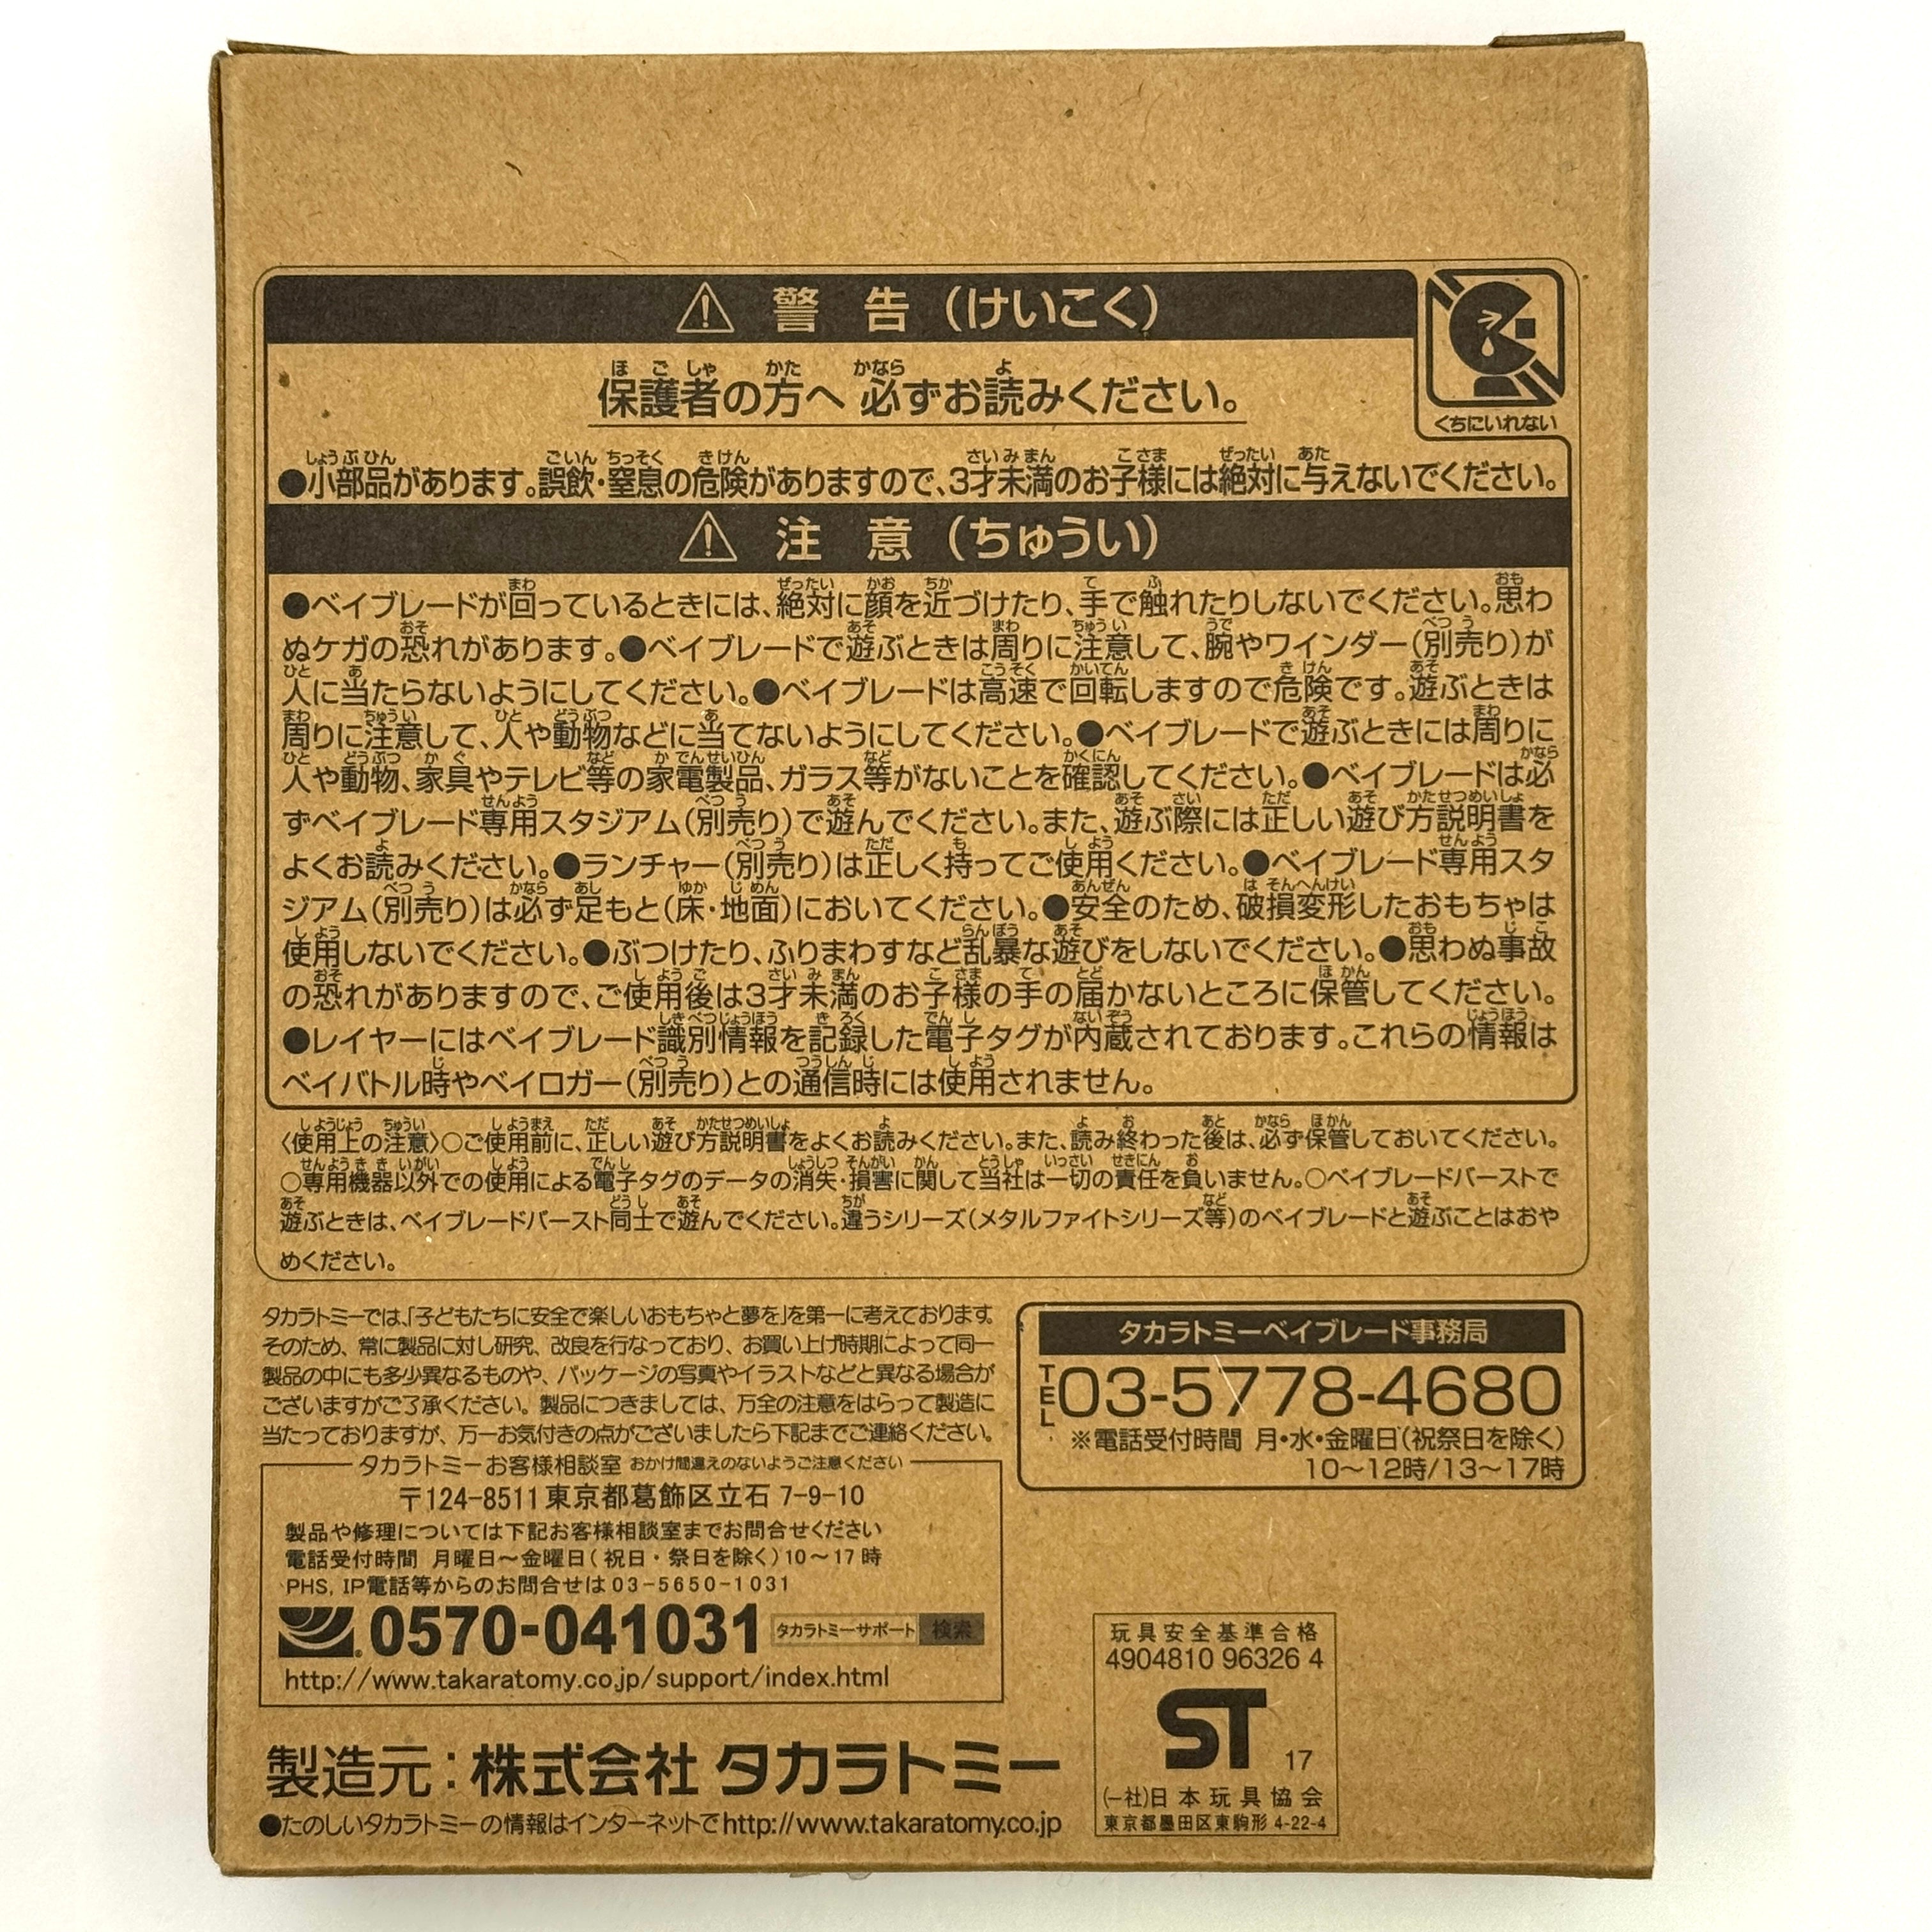 ⚠ 警 告 (けいこく)
くちにいれない
保護者の方へ 必ずお読みください。
●小部品があります。誤飲・窒息の危険がありますので、3才未満のお子様には絶対に与えないでください。
⚠ 注 意 (ちゅうい)
●ベイブレードが回っているときには、絶対に顔を近づけたり、手で触れたりしないでください。思わ
ぬケガの恐れがあります。●ベイブレードで遊ぶときは周りに注意して、腕やワインダー(別売り)が
人に当たらないようにしてください。●ベイブレードは高速で回転しますので危険です。遊ぶときは
周りに注意して、人や動物などに当てないようにしてください。●ベイブレードで遊ぶときには周りに
人や動物、家具やテレビ等の家電製品、ガラス等がないことを確認してください。●ベイブレードは必
ずベイブレード専用スタジアム(別売り)で遊んでください。また、遊ぶ際には正しい遊び方説明書を
よくお読みください。●ランチャー(別売り)は正しく持ってご使用ください。●ベイブレード専用スタ
ジアム(別売り)は必ず足もと(床・地面)においてください。●安全のため、破損変形したおもちゃは
使用しないでください。●ぶつけたり、ふりまわすなど乱暴な遊びをしないでください。●思わぬ事故
の恐れがありますので、ご使用後は3才未満のお子様の手の届かないところに保管してください。
●レイヤーにはベイブレード識別情報を記録した電子タグが内蔵されております。これらの情報は
ベイバトル時やベイロガー(別売り)との通信時には使用されません。
〈使用上の注意〉○ご使用前に、正しい遊び方説明書をよくお読みください。また、読み終わった後は、必ず保管しておいてください。
○専用機器以外での使用による電子タグのデータの消失・損害に関して当社は一切の責任を負いません。○ベイブレードバーストで
遊ぶときは、ベイブレードバースト同士で遊んでください。違うシリーズ(メタルファイトシリーズ等)のベイブレードと遊ぶことはおや
めください。
タカラトミーでは、「子どもたちに安全で楽しいおもちゃと夢を」を第一に考えております。
そのため、常に製品に対し研究、改良を行なっており、お買い上げ時期によって同一
製品の中にも多少異なるものや、パッケージの写真やイラストなどと異なる場合が
ございますがご了承ください。製品につきましては、万全の注意をはらって製造に
当たっておりますが、万一お気付きの点がございましたら下記までご連絡ください。
タカラトミーお客様相談室 おかけ間違えのないようご注意ください
〒124-8511 東京都葛飾区立石 7-9-10
製品や修理については下記お客様相談室までお問合せください
電話受付時間 月曜日〜金曜日(祝日・祭日を除く)10〜17時
PHS, IP電話等からのお問合せは 03-5650-1031
0570-041031 タカラトミーサポート 検索
http://www.takaratomy.co.jp/support/index.html
タカラトミーベイブレード事務局
TEL 03-5778-4680
※電話受付時間 月・水・金曜日(祝祭日を除く)
10〜12時/13〜17時
玩具安全基準合格
4904810 96326 4
ST 17
(一社)日本玩具協会
東京都墨田区東駒形 4-22-4
製造元:株式会社 タカラトミー
●たのしいタカラトミーの情報はインターネットで http://www.takaratomy.co.jp